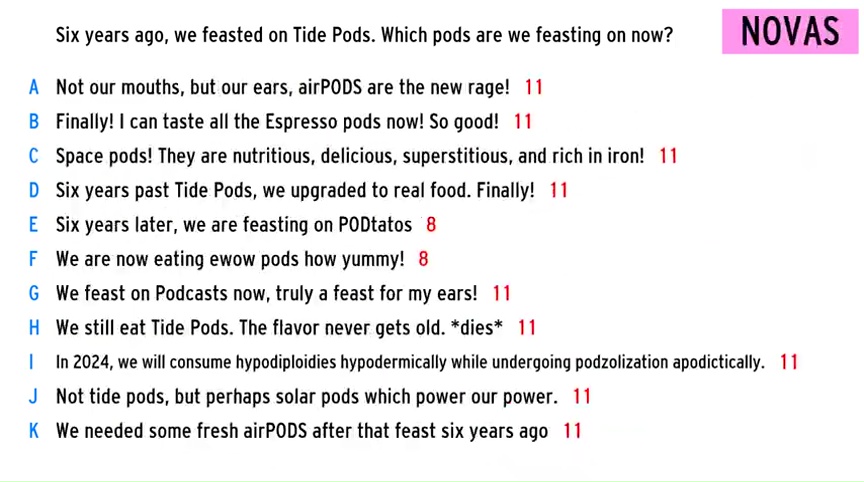 Six years ago, we feasted on Tide Pods. Which pods are we feasting on now?
NOVAS
A Not our mouths, but our ears, airPODS are the new rage! 11
B Finally! I can taste all the Espresso pods now! So good! 11
C Space pods! They are nutritious, delicious, superstitious, and rich in iron! 11
D Six years past Tide Pods, we upgraded to real food. Finally! 11
E Six years later, we are feasting on PODtatos 8
F We are now eating ewow pods how yummy! 8
G We feast on Podcasts now, truly a feast for my ears! 11
H We still eat Tide Pods. The flavor never gets old. *dies* 11
I In 2024, we will consume hypodiploidies hypodermically while undergoing podzolization apodictically. 11
J Not tide pods, but perhaps solar pods which power our power. 11
K We needed some fresh airPODS after that feast six years ago 11